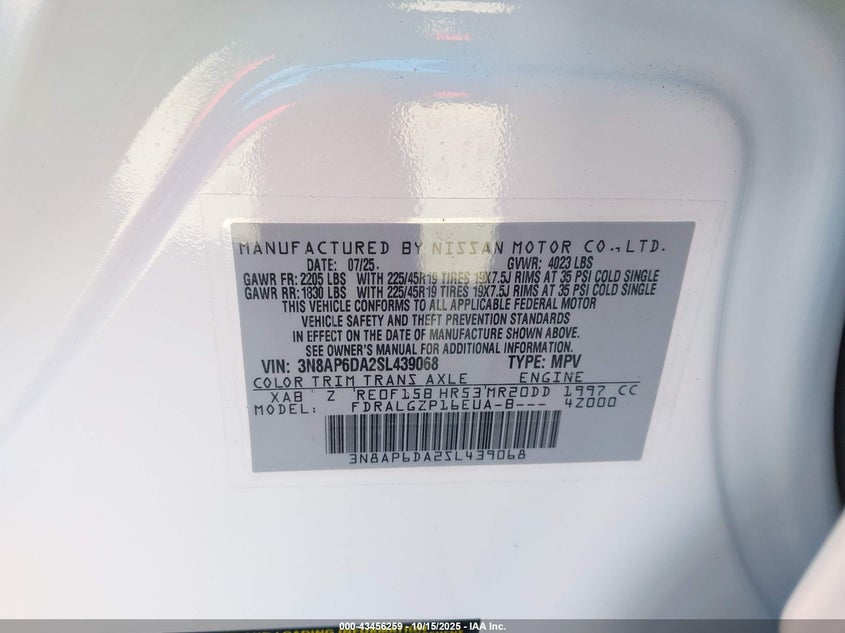 MANUFACTURED BY NISSAN MOTOR CO., LTD.
DATE: 07/25. GVWR: 4023 LBS
GAWR FR: 2205 LBS WITH 225/45R19 TIRES 19X7.5J RIMS AT 35 PSI COLD SINGLE
GAWR RR: 1830 LBS WITH 225/45R19 TIRES 19X7.5J RIMS AT 35 PSI COLD SINGLE
THIS VEHICLE CONFORMS TO ALL APPLICABLE FEDERAL MOTOR
VEHICLE SAFETY AND THEFT PREVENTION STANDARDS
IN EFFECT ON THE DATE OF MANUFACTURE SHOWN ABOVE.
SEE OWNER'S MANUAL FOR ADDITIONAL INFORMATION.
VIN: 3N8AP6DA2SL439068 TYPE: MPV
COLOR TRIM TRANS AXLE ENGINE
XAB Z RE0F15B HR53 MR20DD 1997 CC
MODEL: FDRALGZP16EUA-B--- 4Z000
3N8AP6DA2SL439068
000-43456259 - 10/15/2025 - IAA Inc.